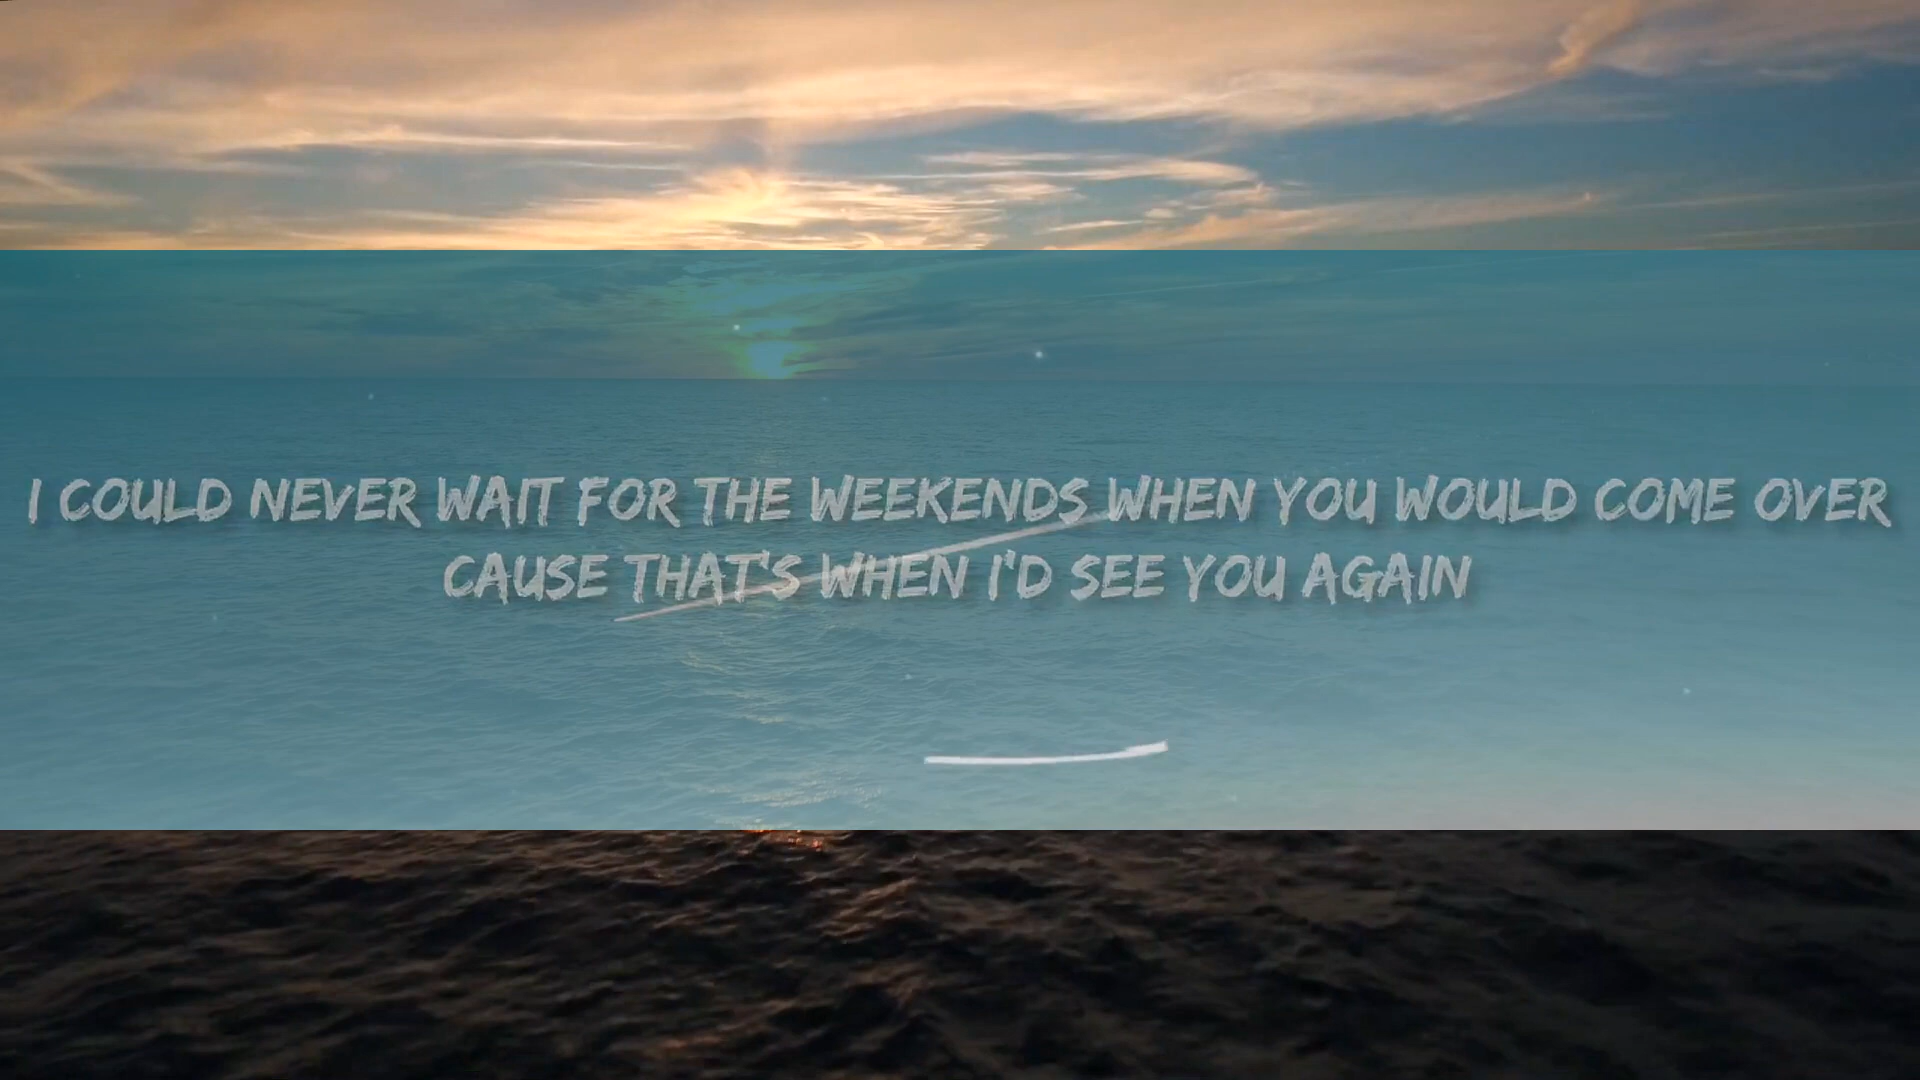 I COULD NEVER WAIT FOR THE WEEKENDS WHEN YOU WOULD COME OVER
CAUSE THAT'S WHEN I'D SEE YOU AGAIN